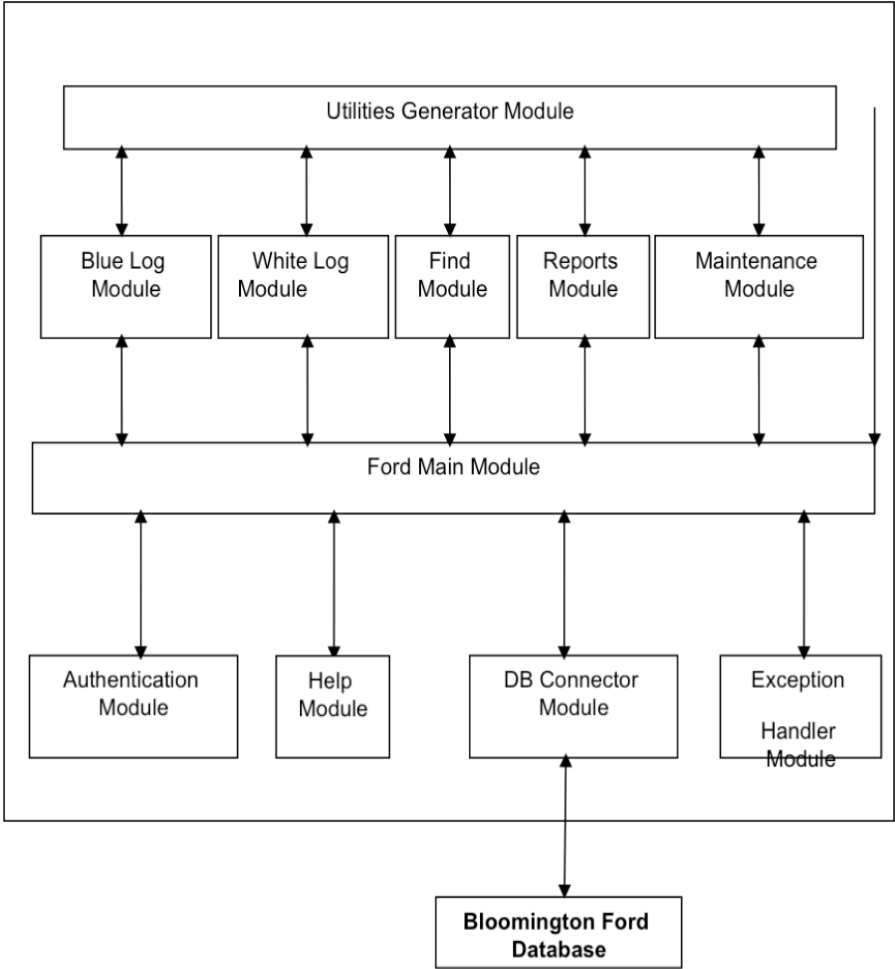 Utilities Generator Module
Blue Log
Module
White Log
Module
Find
Module
Reports
Module
Maintenance
Module
Ford Main Module
Authentication
Module
Help
Module
DB Connector
Module
Exception
Handler
Module
Bloomington Ford
Database